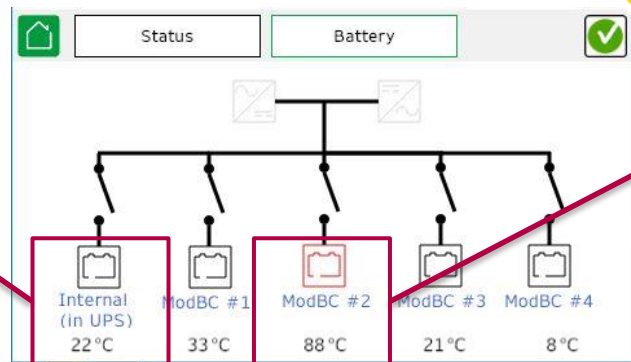 Status
Battery
Internal
(in UPS)
ModBC #1
ModBC #2
ModBC #3
ModBC #4
22°C
33°C
88°C
21°C
8°C